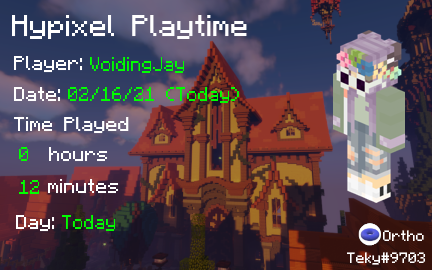 Hypixel Playtime
Player: VoidingJay
Date: 02/16/21 (Today)
Time Played
0 hours
12 minutes
Day: Today
Ortho
Teky#9703